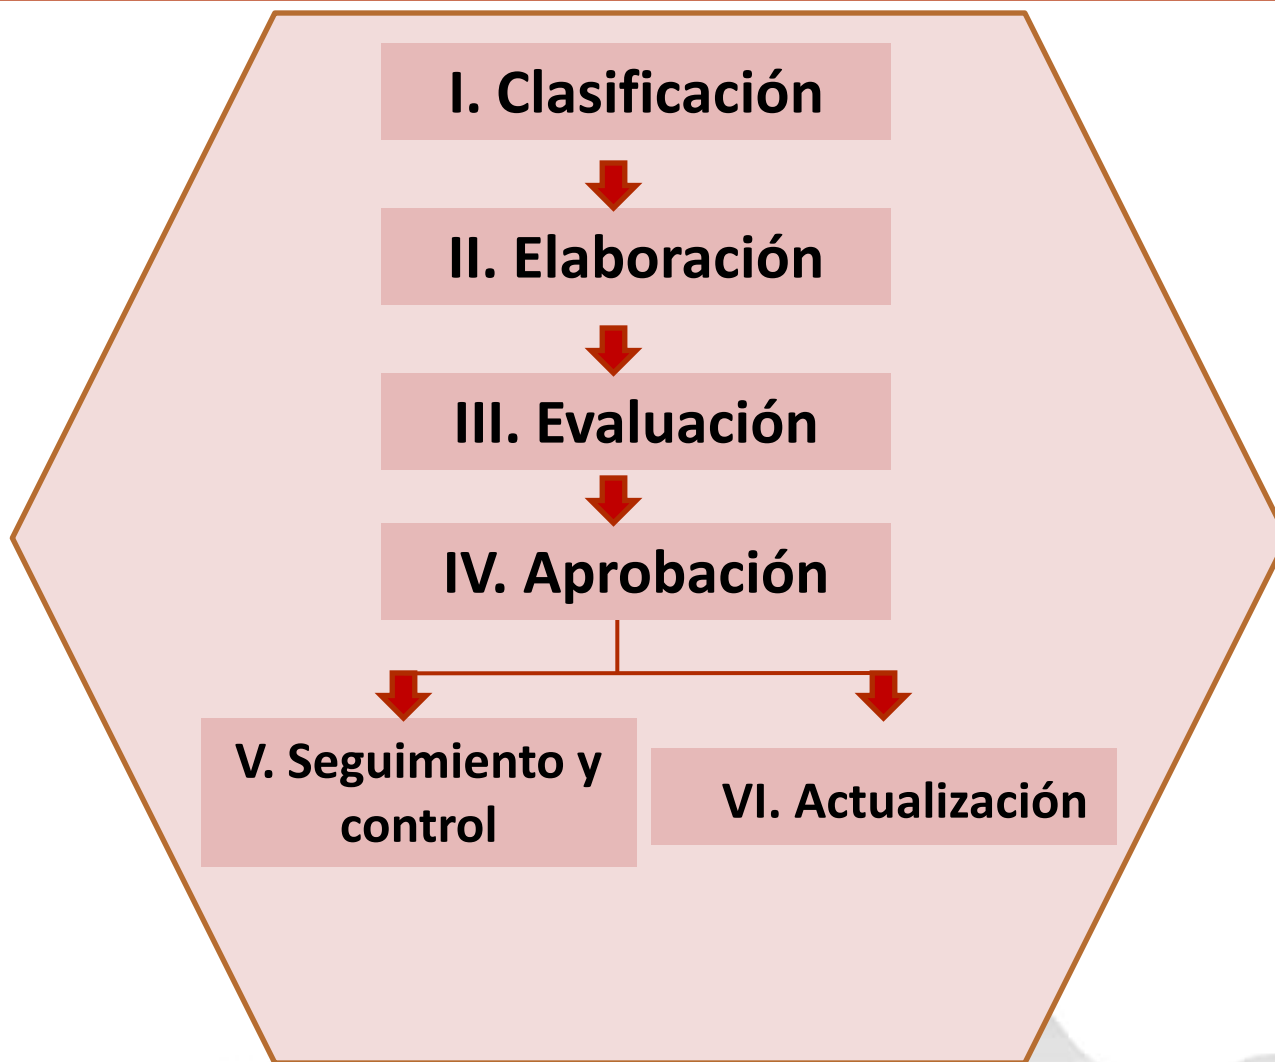 I. Clasificación
II. Elaboración
III. Evaluación
IV. Aprobación
V. Seguimiento y
control
VI. Actualización